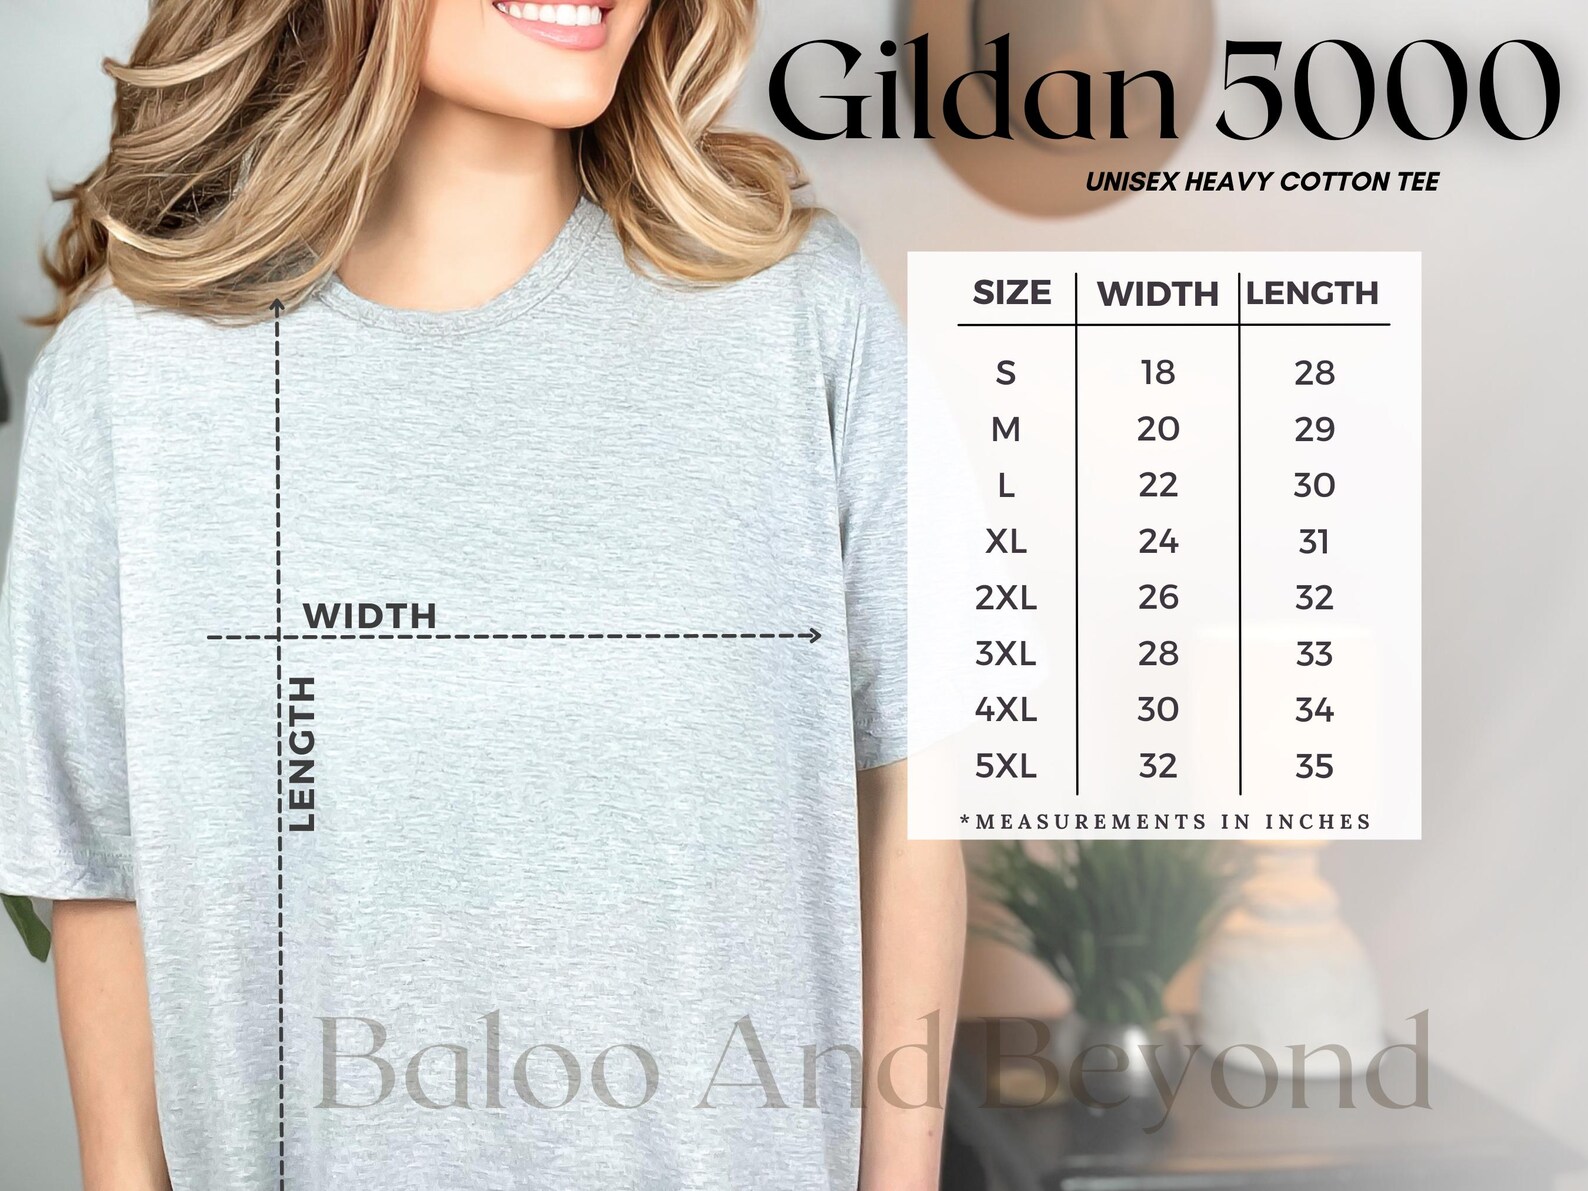 Gildan 5000
UNISEX HEAVY COTTON TEE
SIZE WIDTH LENGTH
S 18 28
M 20 29
L 22 30
XL 24 31
2XL 26 32
3XL 28 33
4XL 30 34
5XL 32 35
*MEASUREMENTS IN INCHES
WIDTH
LENGTH
Baloo And Beyond